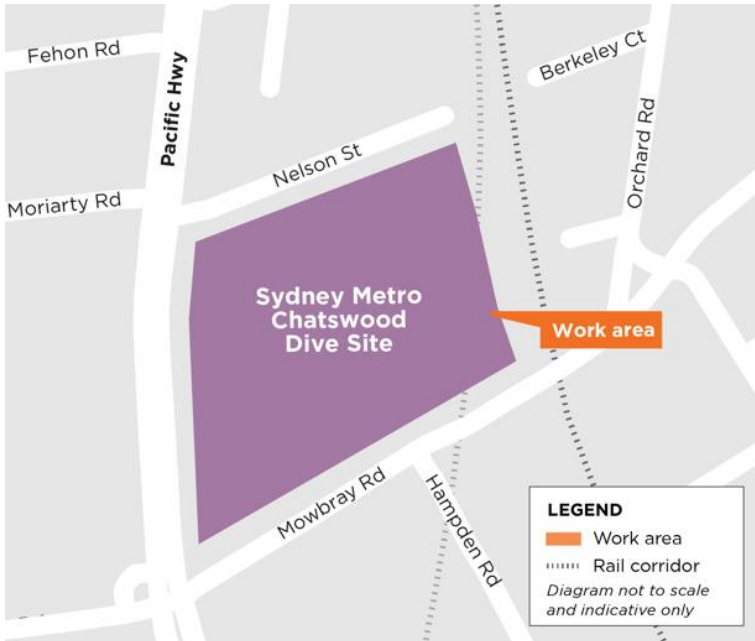 Fehon Rd
Pacific Hwy
Berkeley Ct
Nelson St
Orchard Rd
Moriarty Rd
Sydney Metro
Chatswood
Dive Site
Work area
Mowbray Rd
Hampden Rd
LEGEND
Work area
Rail corridor
Diagram not to scale
and indicative only